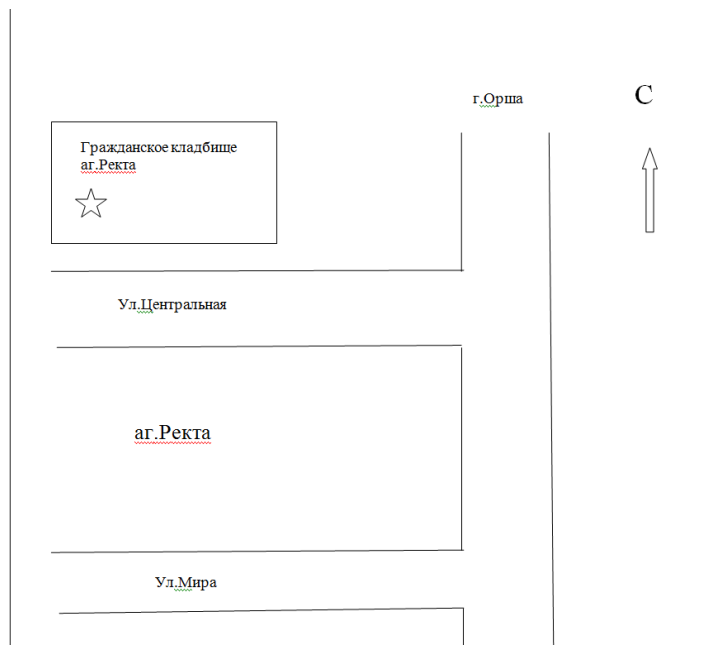 г.Орша
С
Гражданское кладбище
аг.Ректа
Ул.Центральная
аг.Ректа
Ул.Мира